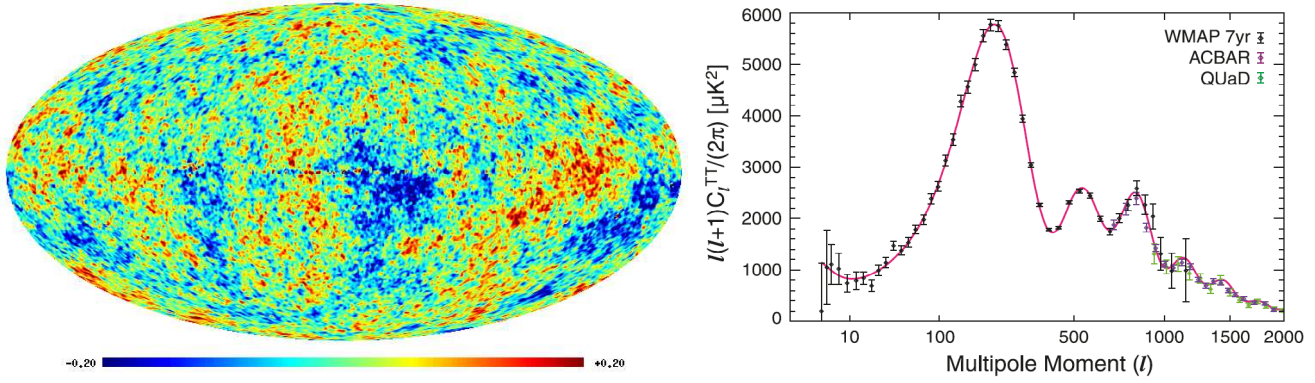 -0.20
+0.20
6000
5000
4000
3000
2000
1000
0
l(l+1)C_l^TT/(2π) [μK²]
WMAP 7yr
ACBAR
QUaD
10 100 500 1000 1500 2000
Multipole Moment (l)